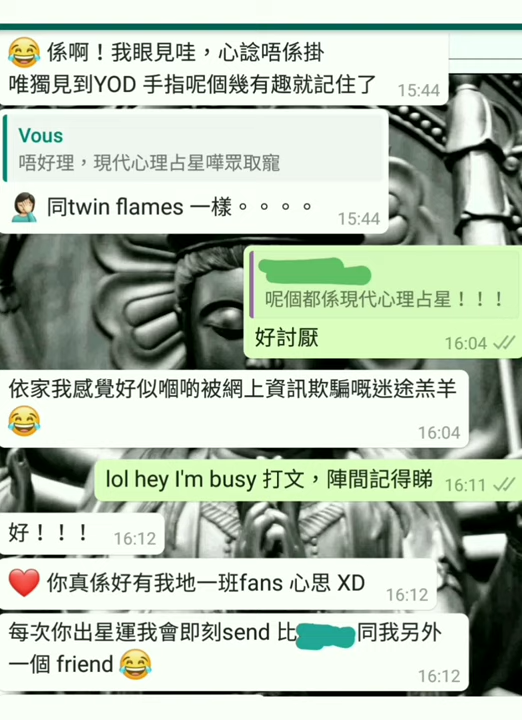 😂 係啊！我眼見哇，心諗唔係掛
唯獨見到YOD 手指呢個幾有趣就記住了 15:44
Vous
唔好理，現代心理占星嘩眾取寵
🤦🏻‍♀️ 同twin flames 一樣。。。。 15:44
呢個都係現代心理占星！！！
好討厭 16:04
依家我感覺好似嗰啲被網上資訊欺騙嘅迷途羔羊
😂 16:04
lol hey I'm busy 打文，陣間記得睇 16:11
好！！！ 16:12
❤️ 你真係好有我地一班fans 心思 XD 16:12
每次你出星運我會即刻send 比 同我另外
一個 friend 😂 16:12